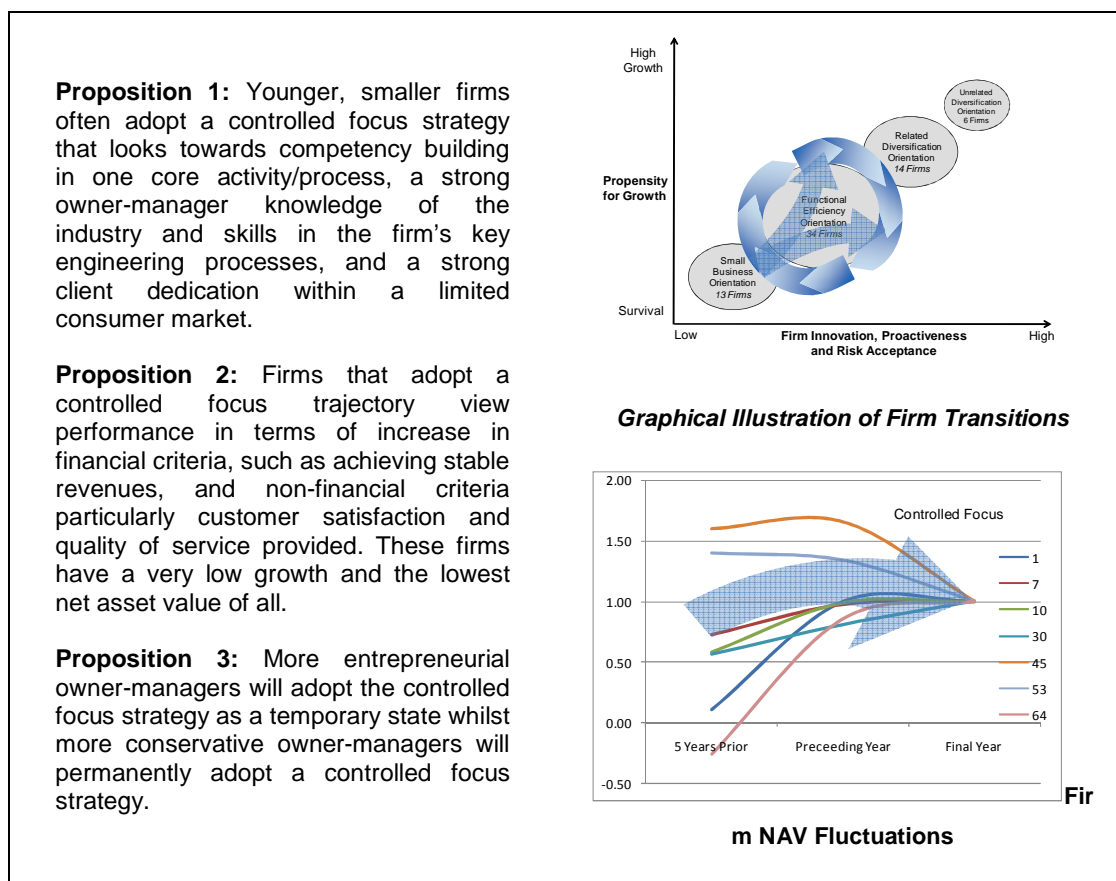 Proposition 1: Younger, smaller firms
often adopt a controlled focus strategy
that looks towards competency building
in one core activity/process, a strong
owner-manager knowledge of the
industry and skills in the firm's key
engineering processes, and a strong
client dedication within a limited
consumer market.
Proposition 2: Firms that adopt a
controlled focus trajectory view
performance in terms of increase in
financial criteria, such as achieving stable
revenues, and non-financial criteria
particularly customer satisfaction and
quality of service provided. These firms
have a very low growth and the lowest
net asset value of all.
Proposition 3: More entrepreneurial
owner-managers will adopt the controlled
focus strategy as a temporary state whilst
more conservative owner-managers will
permanently adopt a controlled focus
strategy.
High
Growth
Propensity
for Growth
Survival
Unrelated
Diversification
Orientation
6 Firms
Related
Diversification
Orientation
14 Firms
Functional
Efficiency
Orientation
34 Firms
Small
Business
Orientation
13 Firms
Low
Firm Innovation, Proactiveness
and Risk Acceptance
High
Graphical Illustration of Firm Transitions
2.00
1.50
1.00
0.50
0.00
-0.50
Controlled Focus
1
7
10
30
45
53
64
5 Years Prior
Preceeding Year
Final Year
Fir
m NAV Fluctuations